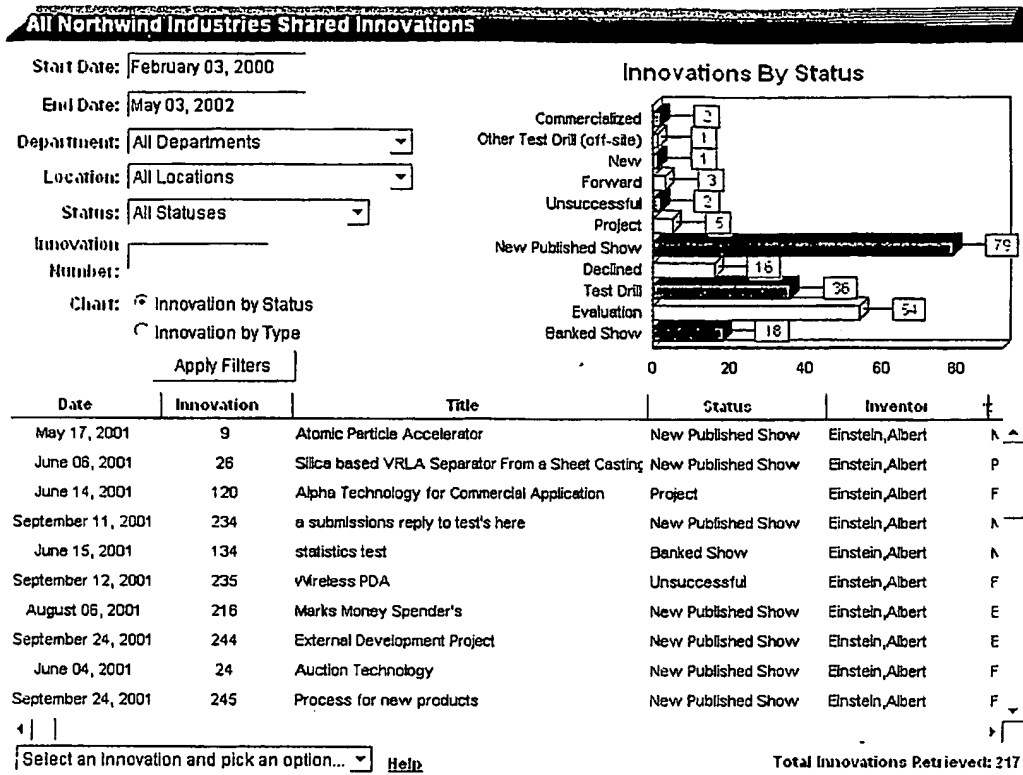 All Northwind Industries Shared Innovations
Start Date: February 03, 2000
End Date: May 03, 2002
Department: All Departments
Location: All Locations
Status: All Statuses
Innovation
Number:
Chart: Innovation by Status
Innovation by Type
Apply Filters
Innovations By Status
Commercialized 2
Other Test Drill (off-site) 1
New 1
Forward 3
Unsuccessful 2
Project 5
New Published Show 79
Declined 16
Test Drill 36
Evaluation 54
Banked Show 18
0 20 40 60 80
Date Innovation Title Status Inventor
May 17, 2001 9 Atomic Particle Accelerator New Published Show Einstein,Albert N
June 06, 2001 26 Silica based VRLA Separator From a Sheet Casting New Published Show Einstein,Albert P
June 14, 2001 120 Alpha Technology for Commercial Application Project Einstein,Albert F
September 11, 2001 234 a submissions reply to test's here New Published Show Einstein,Albert N
June 15, 2001 134 statistics test Banked Show Einstein,Albert N
September 12, 2001 235 Wireless PDA Unsuccessful Einstein,Albert F
August 06, 2001 216 Marks Money Spender's New Published Show Einstein,Albert E
September 24, 2001 244 External Development Project New Published Show Einstein,Albert E
June 04, 2001 24 Auction Technology New Published Show Einstein,Albert F
September 24, 2001 245 Process for new products New Published Show Einstein,Albert F
Select an Innovation and pick an option... Help
Total Innovations Retrieved: 217